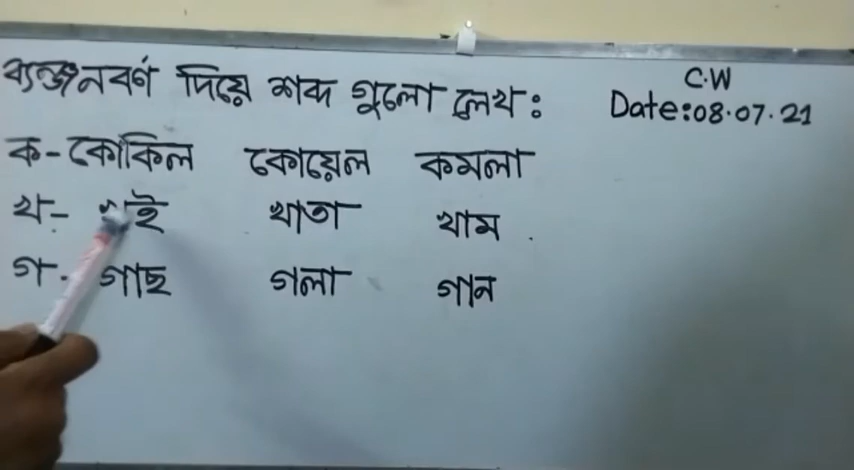 ব্যঞ্জনবর্ণ দিয়ে শব্দ গুলো লেখ:
C.W
Date:08.07.21
ক- কোকিল কোয়েল কমলা
খ- খাতা খাম
গ. গাছ গলা গান